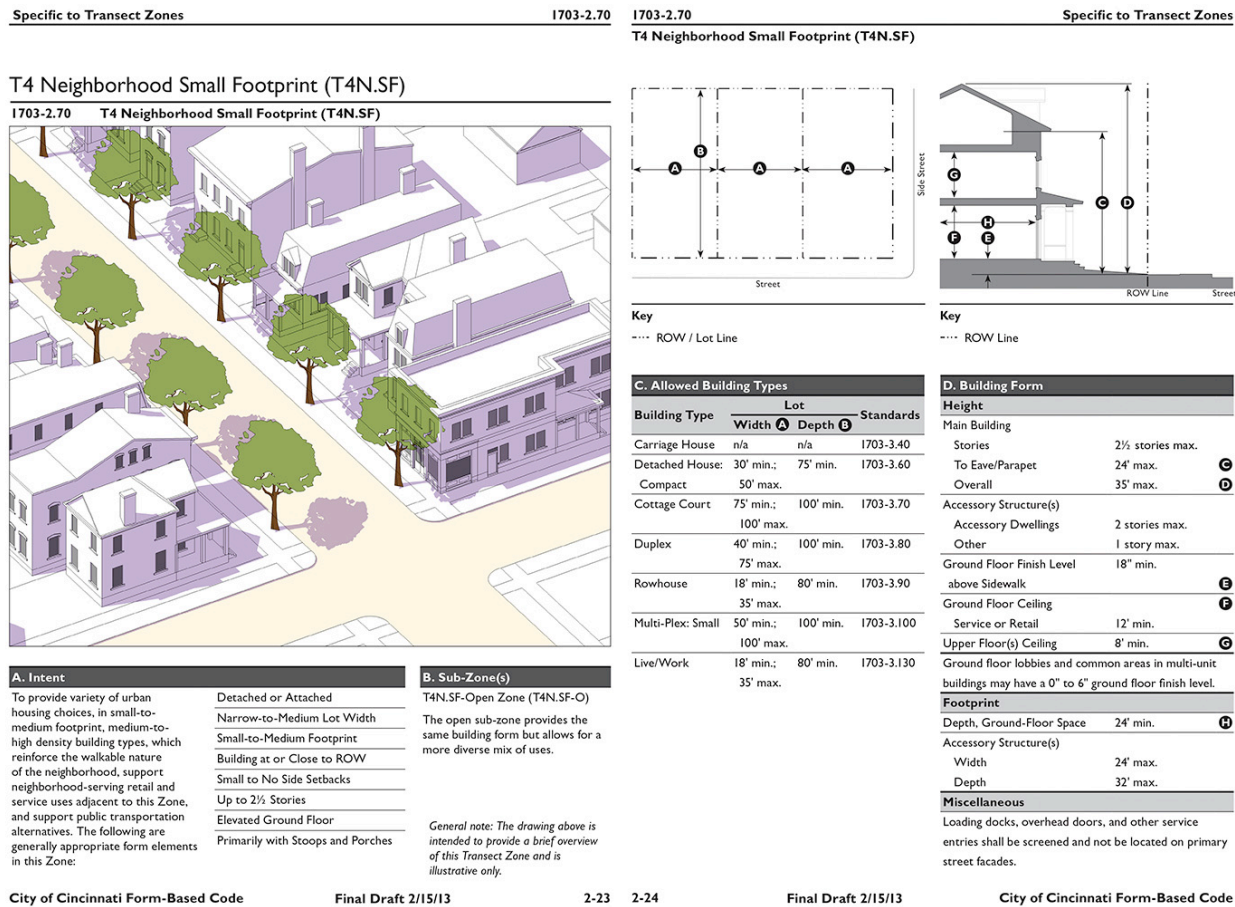 Specific to Transect Zones 1703-2.70
T4 Neighborhood Small Footprint (T4N.SF)
1703-2.70 T4 Neighborhood Small Footprint (T4N.SF)
A. Intent
To provide variety of urban
housing choices, in small-to-
medium footprint, medium-to-
high density building types, which
reinforce the walkable nature
of the neighborhood, support
neighborhood-serving retail and
service uses adjacent to this Zone,
and support public transportation
alternatives. The following are
generally appropriate form elements
in this Zone:
Detached or Attached
Narrow-to-Medium Lot Width
Small-to-Medium Footprint
Building at or Close to ROW
Small to No Side Setbacks
Up to 2½ Stories
Elevated Ground Floor
Primarily with Stoops and Porches
B. Sub-Zone(s)
T4N.SF-Open Zone (T4N.SF-O)
The open sub-zone provides the
same building form but allows for a
more diverse mix of uses.
General note: The drawing above is
intended to provide a brief overview
of this Transect Zone and is
illustrative only.
City of Cincinnati Form-Based Code Final Draft 2/15/13 2-23
1703-2.70 Specific to Transect Zones
T4 Neighborhood Small Footprint (T4N.SF)
B
A A A
Side Street
Street
Key
ROW / Lot Line
G
C D
H
F E
ROW Line Street
Key
ROW Line
C. Allowed Building Types
Building Type Lot Standards
Width A Depth B
Carriage House n/a n/a 1703-3.40
Detached House: 30' min.; 75' min. 1703-3.60
Compact 50' max.
Cottage Court 75' min.; 100' min. 1703-3.70
100' max.
Duplex 40' min.; 100' min. 1703-3.80
75' max.
Rowhouse 18' min.; 80' min. 1703-3.90
35' max.
Multi-Plex: Small 50' min.; 100' min. 1703-3.100
100' max.
Live/Work 18' min.; 80' min. 1703-3.130
35' max.
D. Building Form
Height
Main Building
Stories 2½ stories max.
To Eave/Parapet 24' max. C
Overall 35' max. D
Accessory Structure(s)
Accessory Dwellings 2 stories max.
Other 1 story max.
Ground Floor Finish Level 18" min.
above Sidewalk E
Ground Floor Ceiling F
Service or Retail 12' min.
Upper Floor(s) Ceiling 8' min. G
Ground floor lobbies and common areas in multi-unit
buildings may have a 0" to 6" ground floor finish level.
Footprint
Depth, Ground-Floor Space 24' min. H
Accessory Structure(s)
Width 24' max.
Depth 32' max.
Miscellaneous
Loading docks, overhead doors, and other service
entries shall be screened and not be located on primary
street facades.
2-24 Final Draft 2/15/13 City of Cincinnati Form-Based Code